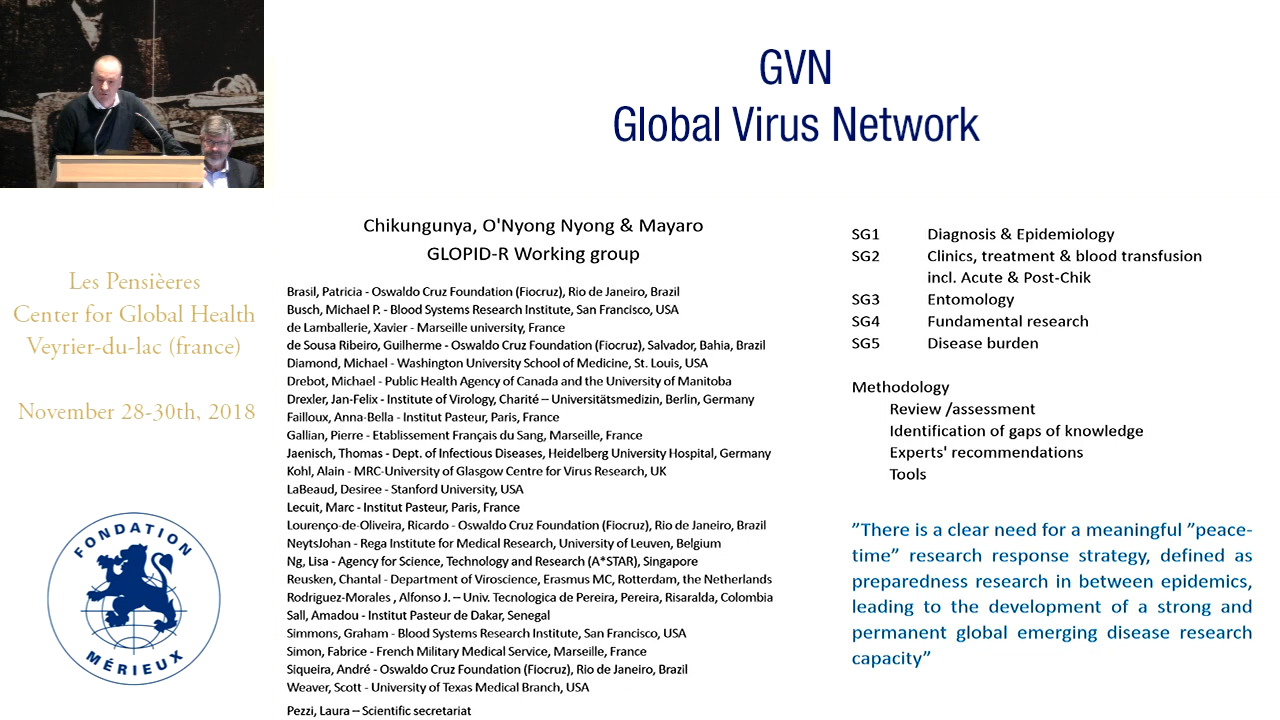 GVN
Global Virus Network
Les Pensièeres
Center for Global Health
Veyrier-du-lac (france)
November 28-30th, 2018
FONDATION
MÉRIEUX
Chikungunya, O'Nyong Nyong & Mayaro
GLOPID-R Working group
Brasil, Patricia - Oswaldo Cruz Foundation (Fiocruz), Rio de Janeiro, Brazil
Busch, Michael P. - Blood Systems Research Institute, San Francisco, USA
de Lamballerie, Xavier - Marseille university, France
de Sousa Ribeiro, Guilherme - Oswaldo Cruz Foundation (Fiocruz), Salvador, Bahia, Brazil
Diamond, Michael - Washington University School of Medicine, St. Louis, USA
Drebot, Michael - Public Health Agency of Canada and the University of Manitoba
Drexler, Jan-Felix - Institute of Virology, Charité – Universitätsmedizin, Berlin, Germany
Failloux, Anna-Bella - Institut Pasteur, Paris, France
Gallian, Pierre - Etablissement Français du Sang, Marseille, France
Jaenisch, Thomas - Dept. of Infectious Diseases, Heidelberg University Hospital, Germany
Kohl, Alain - MRC-University of Glasgow Centre for Virus Research, UK
LaBeaud, Desiree - Stanford University, USA
Lecuit, Marc - Institut Pasteur, Paris, France
Lourenço-de-Oliveira, Ricardo - Oswaldo Cruz Foundation (Fiocruz), Rio de Janeiro, Brazil
NeytsJohan - Rega Institute for Medical Research, University of Leuven, Belgium
Ng, Lisa - Agency for Science, Technology and Research (A*STAR), Singapore
Reusken, Chantal - Department of Viroscience, Erasmus MC, Rotterdam, the Netherlands
Rodriguez-Morales , Alfonso J. – Univ. Tecnologica de Pereira, Pereira, Risaralda, Colombia
Sall, Amadou - Institut Pasteur de Dakar, Senegal
Simmons, Graham - Blood Systems Research Institute, San Francisco, USA
Simon, Fabrice - French Military Medical Service, Marseille, France
Siqueira, André - Oswaldo Cruz Foundation (Fiocruz), Rio de Janeiro, Brazil
Weaver, Scott - University of Texas Medical Branch, USA
Pezzi, Laura – Scientific secretariat
SG1 Diagnosis & Epidemiology
SG2 Clinics, treatment & blood transfusion
incl. Acute & Post-Chik
SG3 Entomology
SG4 Fundamental research
SG5 Disease burden
Methodology
Review /assessment
Identification of gaps of knowledge
Experts' recommendations
Tools
”There is a clear need for a meaningful ”peace-
time” research response strategy, defined as
preparedness research in between epidemics,
leading to the development of a strong and
permanent global emerging disease research
capacity”